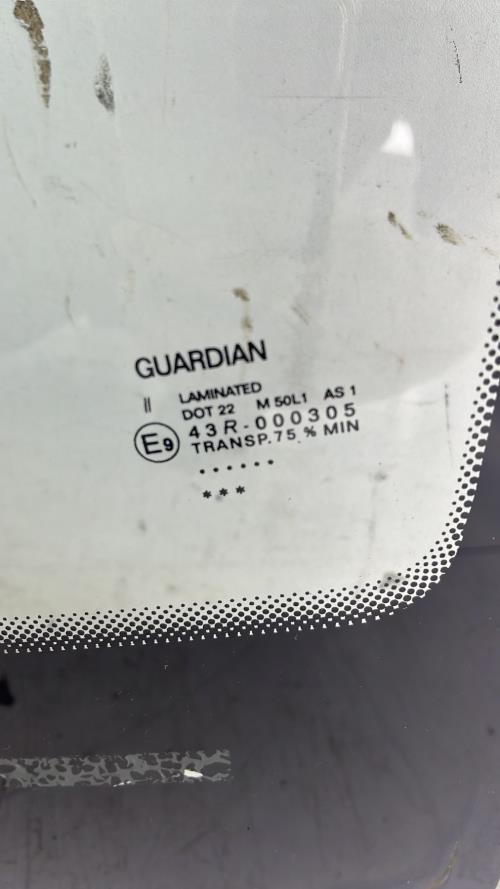 GUARDIAN
II LAMINATED
DOT 22 M 50L1 AS 1
E9 43R-000305
TRANSP.75.% MIN
......
***